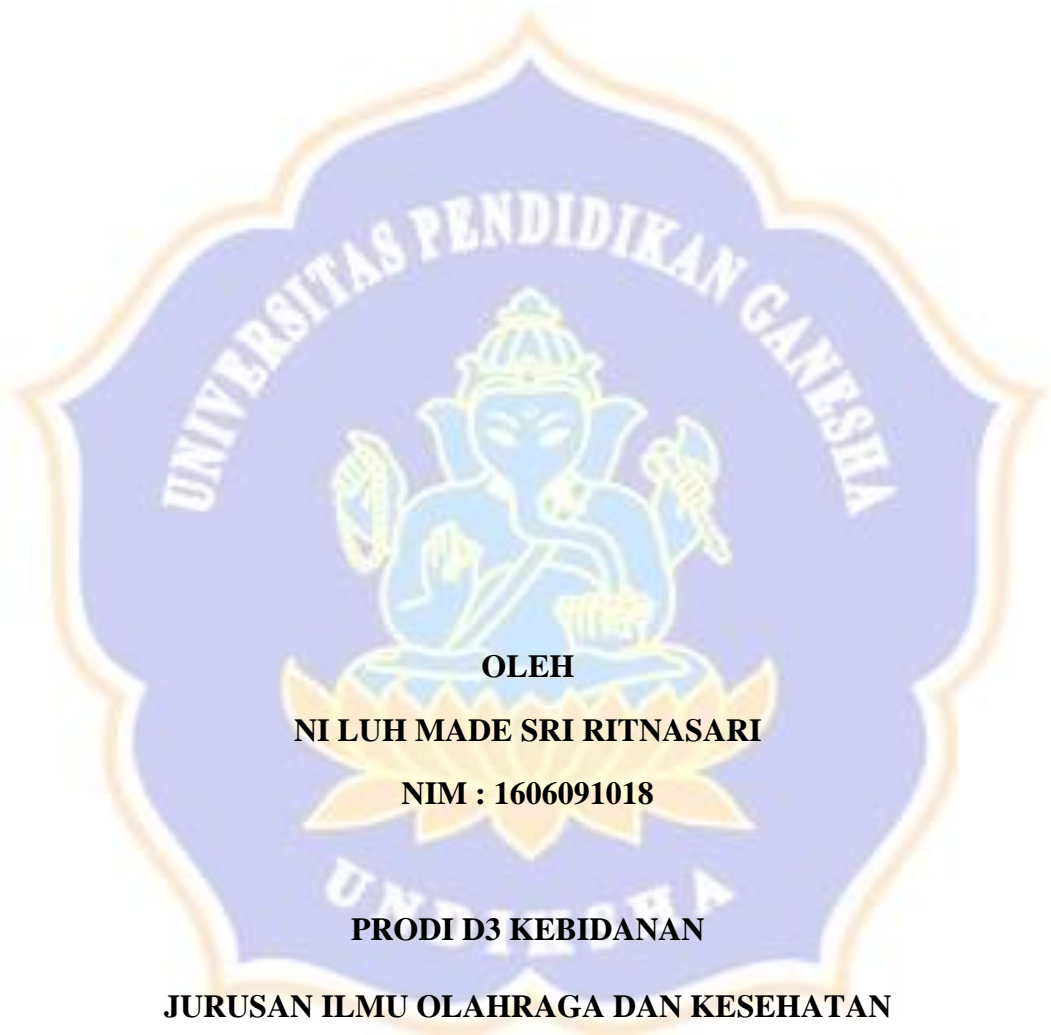 UNIVERSITAS PENDIDIKAN GANESHA
OLEH
NI LUH MADE SRI RITNASARI
NIM : 1606091018
UNDIKSHA
PRODI D3 KEBIDANAN
JURUSAN ILMU OLAHRAGA DAN KESEHATAN